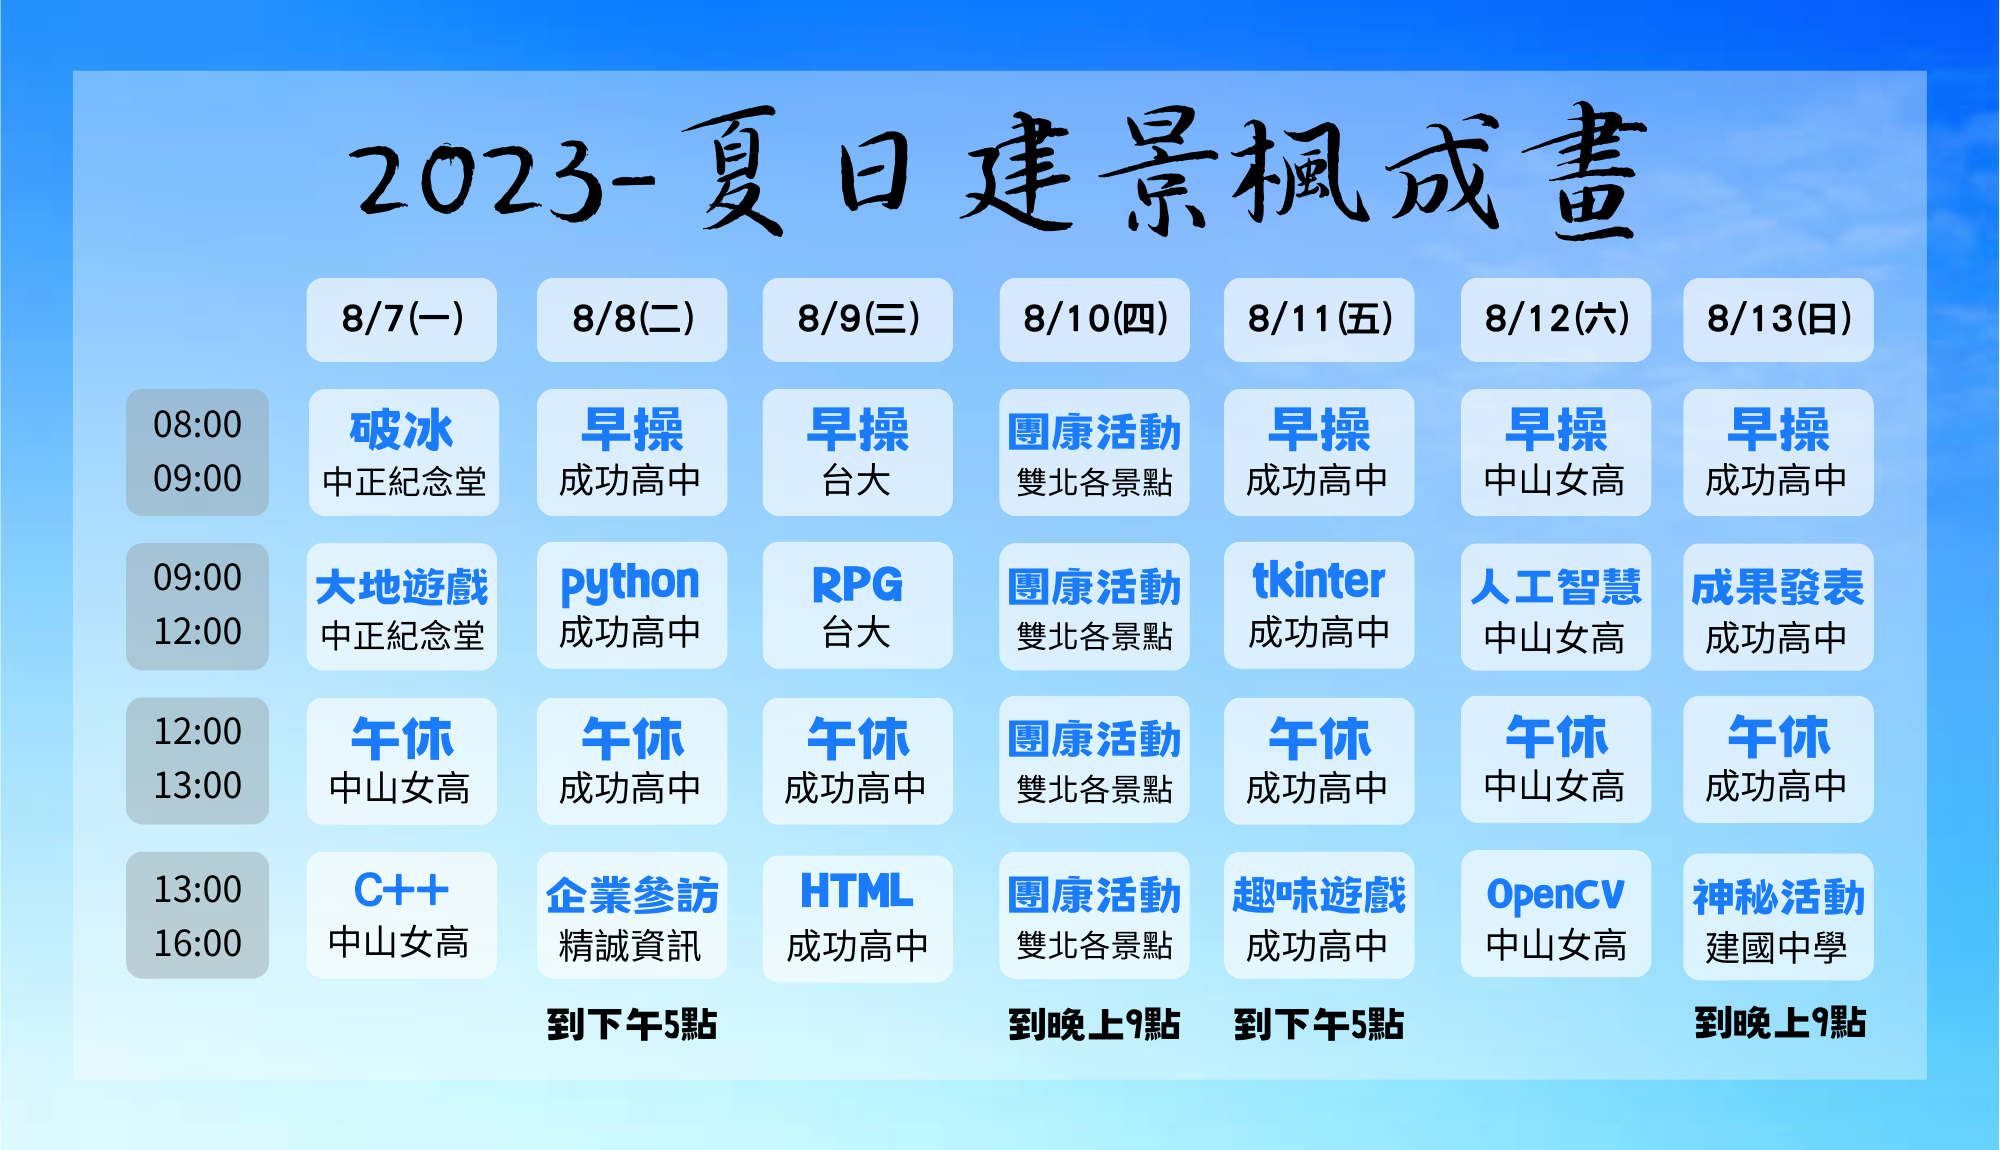 2023-夏日建景楓成畫
8/7(一)
8/8(二)
8/9(三)
8/10(四)
8/11(五)
8/12(六)
8/13(日)
08:00
09:00
破冰
中正紀念堂
早操
成功高中
早操
台大
團康活動
雙北各景點
早操
成功高中
早操
中山女高
早操
成功高中
09:00
12:00
大地遊戲
中正紀念堂
python
成功高中
RPG
台大
團康活動
雙北各景點
tkinter
成功高中
人工智慧
中山女高
成果發表
成功高中
12:00
13:00
午休
中山女高
午休
成功高中
午休
成功高中
團康活動
雙北各景點
午休
成功高中
午休
中山女高
午休
成功高中
13:00
16:00
C++
中山女高
企業參訪
精誠資訊
HTML
成功高中
團康活動
雙北各景點
趣味遊戲
成功高中
OpenCV
中山女高
神秘活動
建國中學
到下午5點
到晚上9點
到下午5點
到晚上9點